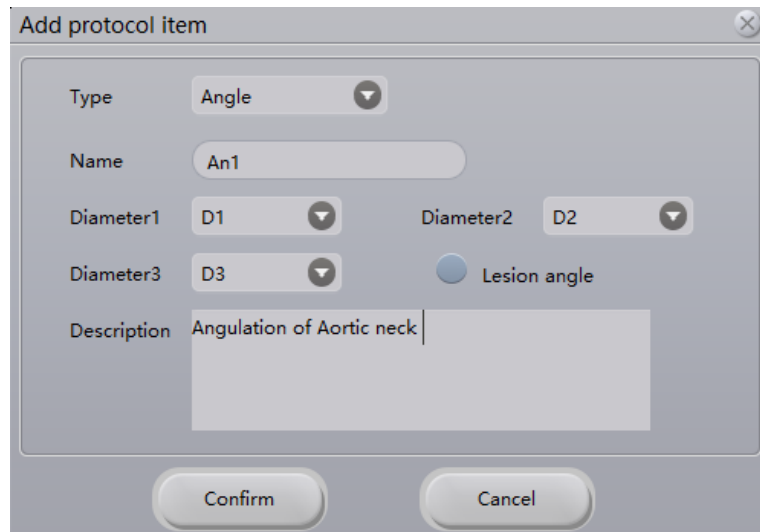 Add protocol item
Type Angle
Name An1
Diameter1 D1 Diameter2 D2
Diameter3 D3 Lesion angle
Description Angulation of Aortic neck
Confirm Cancel